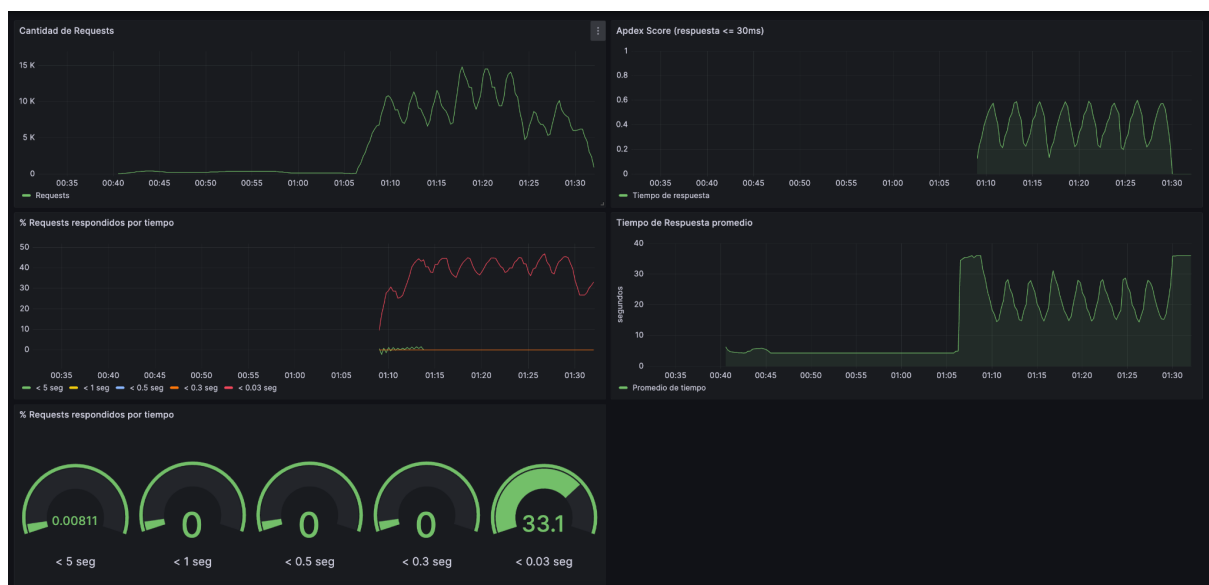 Cantidad de Requests
15 K
10 K
5 K
0
00:35 00:40 00:45 00:50 00:55 01:00 01:05 01:10 01:15 01:20 01:25 01:30
Requests
Apdex Score (respuesta <= 30ms)
1
0.8
0.6
0.4
0.2
0
00:35 00:40 00:45 00:50 00:55 01:00 01:05 01:10 01:15 01:20 01:25 01:30
Tiempo de respuesta
% Requests respondidos por tiempo
50
40
30
20
10
0
00:35 00:40 00:45 00:50 00:55 01:00 01:05 01:10 01:15 01:20 01:25 01:30
< 5 seg < 1 seg < 0.5 seg < 0.3 seg < 0.03 seg
Tiempo de Respuesta promedio
segundos
40
30
20
10
0
00:35 00:40 00:45 00:50 00:55 01:00 01:05 01:10 01:15 01:20 01:25 01:30
Promedio de tiempo
% Requests respondidos por tiempo
0.00811 0 0 0 33.1
< 5 seg < 1 seg < 0.5 seg < 0.3 seg < 0.03 seg